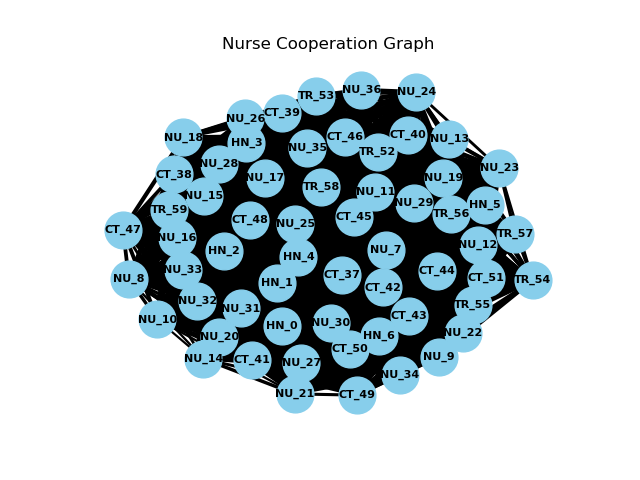 Nurse Cooperation Graph
NU_36
NU_24
TR_53
CT_39
NU_26
NU_18
HN_3
CT_46
CT_40
NU_13
NU_35
TR_52
NU_28
NU_23
CT_38
NU_17
NU_19
TR_58
NU_11
NU_15
NU_29
HN_5
TR_59
TR_56
CT_48
CT_45
NU_25
CT_47
TR_57
NU_16
NU_12
HN_2
NU_7
HN_4
NU_33
CT_44
CT_37
NU_8
CT_51
TR_54
HN_1
CT_42
NU_32
TR_55
NU_31
CT_43
NU_10
NU_30
HN_0
NU_22
NU_20
HN_6
CT_50
NU_9
NU_14
CT_41
NU_27
NU_34
NU_21
CT_49